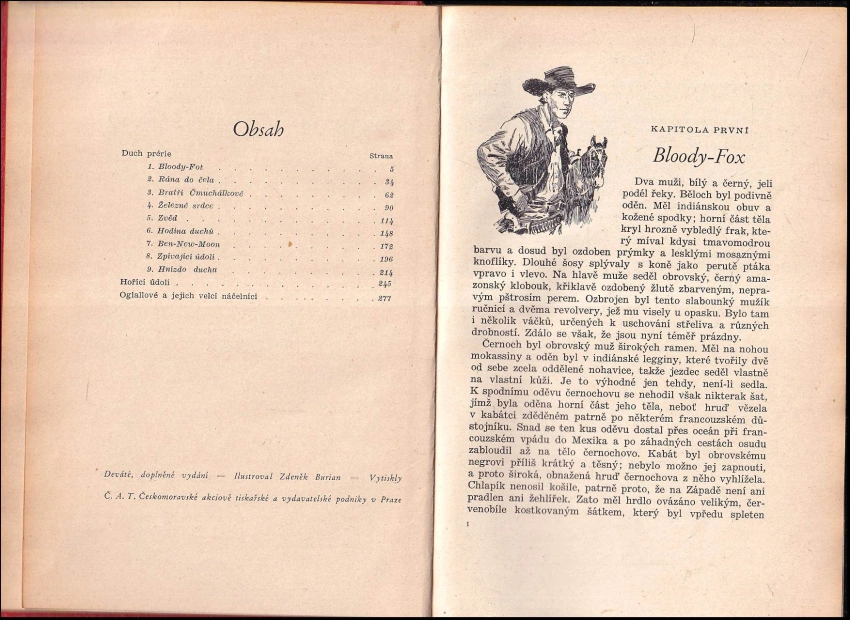 Obsah
Duch prérie Strana
1. Bloody-Fot 5
2. Rána do čela 34
3. Bratři Čmuchálkové 62
4. Železné srdce 90
5. Zvěd 114
6. Hodina duchů 148
7. Ben-New-Moon 172
8. Zpívající údolí 196
9. Hnízdo ducha 214
Hořící údolí 245
Oglallové a jejich velcí náčelníci 277
Deváté, doplněné vydání — Ilustroval Zdeněk Burian — Vytiskly
Č. A. T. Českomoravské akciové tiskařské a vydavatelské podniky v Praze
KAPITOLA PRVNÍ
Bloody-Fox
Dva muži, bílý a černý, jeli
podél řeky. Běloch byl podivně
oděn. Měl indiánskou obuv a
kožené spodky; horní část těla
kryl hrozně vybledlý frak, kte-
rý míval kdysi tmavomodrou
barvu a dosud byl ozdoben prýmky a lesklými mosaznými
knoflíky. Dlouhé šosy splývaly s koně jako perutě ptáka
vpravo i vlevo. Na hlavě muže seděl obrovský, černý ama-
zonský klobouk, křiklavě ozdobený žlutě zbarveným, nepra-
vým pštrosím perem. Ozbrojen byl tento slabounký mužík
ručnicí a dvěma revolvery, jež mu visely u opasku. Bylo tam
i několik váčků, určených k uschování střeliva a různých
drobností. Zdálo se však, že jsou nyní téměř prázdny.
Černoch byl obrovský muž širokých ramen. Měl na nohou
mokassiny a oděn byl v indiánské legginy, které tvořily dvě
od sebe zcela oddělené nohavice, takže jezdec seděl vlastně
na vlastní kůži. Je to výhodné jen tehdy, není-li sedla.
K spodnímu oděvu černochovu se nehodil však nikterak šat,
jímž byla oděna horní část jeho těla, neboť hruď vězela
v kabátci zděděném patrně po některém francouzském dů-
stojníku. Snad se ten kus oděvu dostal přes oceán při fran-
couzském vpádu do Mexika a po záhadných cestách osudu
zabloudil až na tělo černochovo. Kabát byl obrovskému
negrovi příliš krátký a těsný; nebylo možno jej zapnouti,
a proto široká, obnažená hruď černochova z něho vyhlížela.
Chlapík nenosil košile, patrně proto, že na Západě není ani
pradlen ani žehlířek. Zato měl hrdlo ovázáno velikým, čer-
venobíle kostkovaným šátkem, který byl vpředu spleten
1